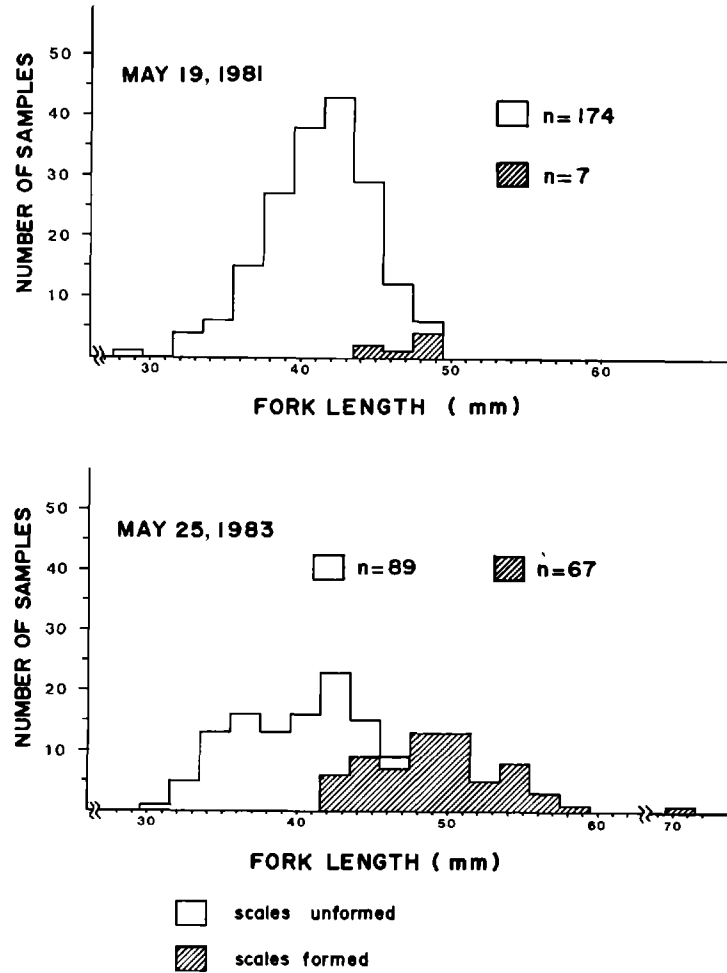 NUMBER OF SAMPLES
50
40
30
20
10
MAY 19, 1981
n=174
n=7
30
40
50
60
FORK LENGTH ( mm)
NUMBER OF SAMPLES
50
40
30
20
10
MAY 25, 1983
n=89
n=67
30
40
50
60
70
FORK LENGTH ( mm)
scales unformed
scales formed